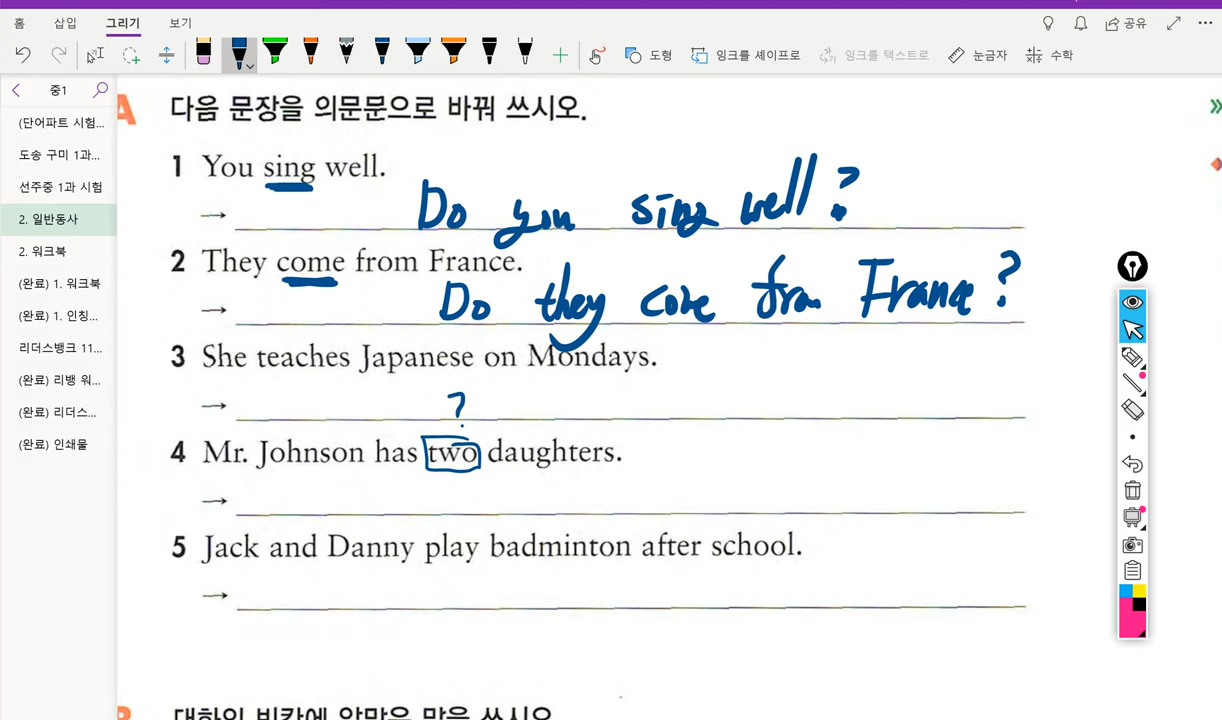 홈 삽입 그리기 보기 공유
잉크를 셰이프로 잉크를 텍스트로 도형 눈금자 수학
중1
(단어파트 시험...
도송 구미 1과...
선주중 1과 시험
2. 일반동사
2. 워크북
(완료) 1. 워크북
(완료) 1. 인칭...
리더스뱅크 11...
(완료) 리뱅 워...
(완료) 리더스...
(완료) 인쇄물
A 다음 문장을 의문문으로 바꿔 쓰시오.
1 You sing well.
→ Do you sing well?
2 They come from France.
→ Do they come from France?
3 She teaches Japanese on Mondays.
→
?
4 Mr. Johnson has two daughters.
→
5 Jack and Danny play badminton after school.
→